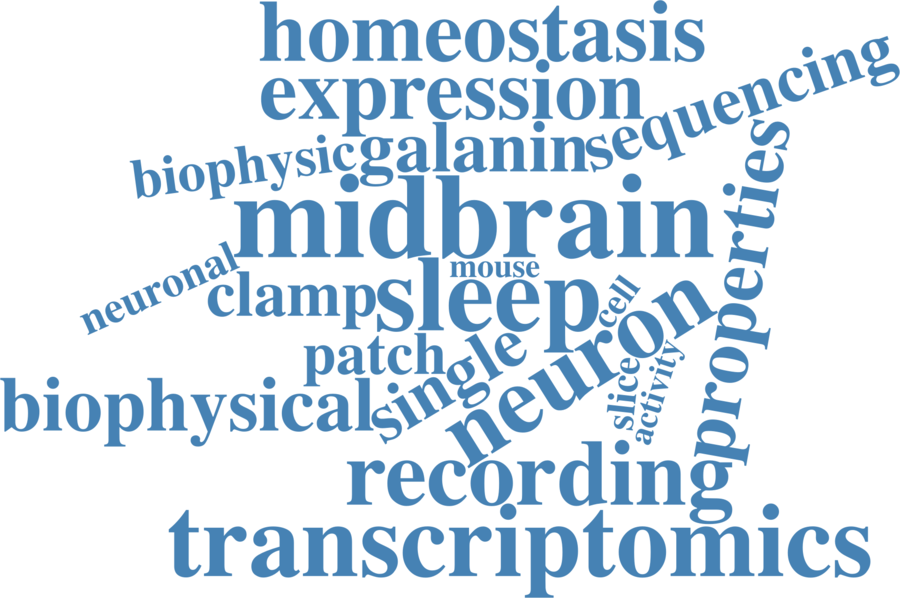 homeostasis
expression
sequencing
biophysic
galanin
midbrain
properties
neuronal
mouse
clamp
sleep
cell
neuron
patch
single
slice
activity
biophysical
recording
transcriptomics